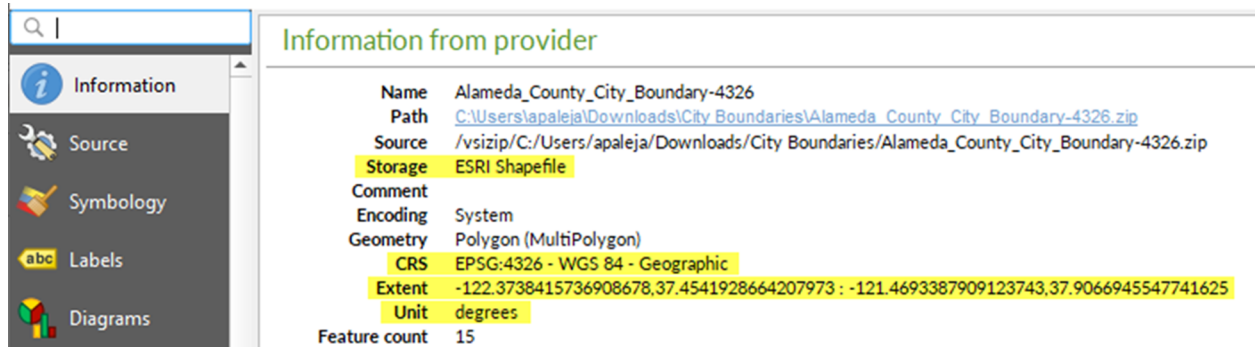 Information
Source
Symbology
abc Labels
Diagrams
Information from provider
Name Alameda_County_City_Boundary-4326
Path C:\Users\apaleja\Downloads\City Boundaries\Alameda_County_City_Boundary-4326.zip
Source /vsizip/C:/Users/apaleja/Downloads/City Boundaries/Alameda_County_City_Boundary-4326.zip
Storage ESRI Shapefile
Comment
Encoding System
Geometry Polygon (MultiPolygon)
CRS EPSG:4326 - WGS 84 - Geographic
Extent -122.3738415736908678,37.4541928664207973 : -121.4693387909123743,37.9066945547741625
Unit degrees
Feature count 15